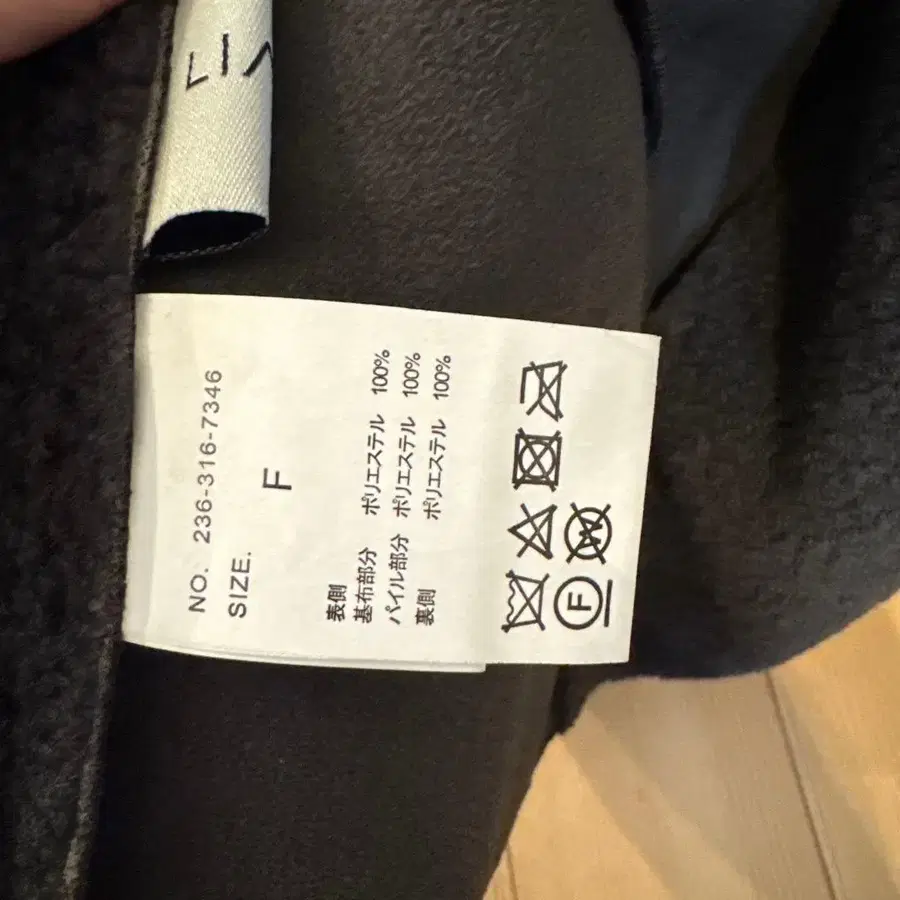 NO. 236-316-7346
SIZE.
F
表側
基布部分 ポリエステル 100%
パイル部分 ポリエステル 100%
裏側 ポリエステル 100%
F
W